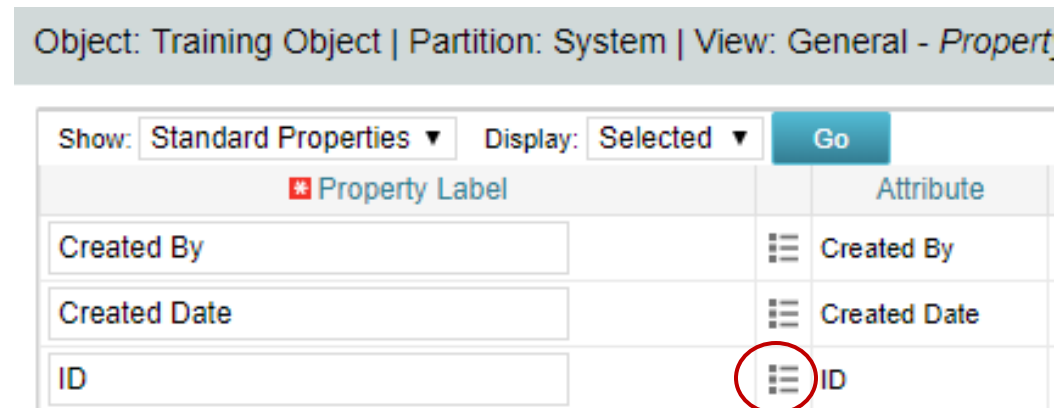 Object: Training Object | Partition: System | View: General - Property
Show: Standard Properties ▼ Display: Selected ▼ Go
* Property Label Attribute
Created By Created By
Created Date Created Date
ID ID